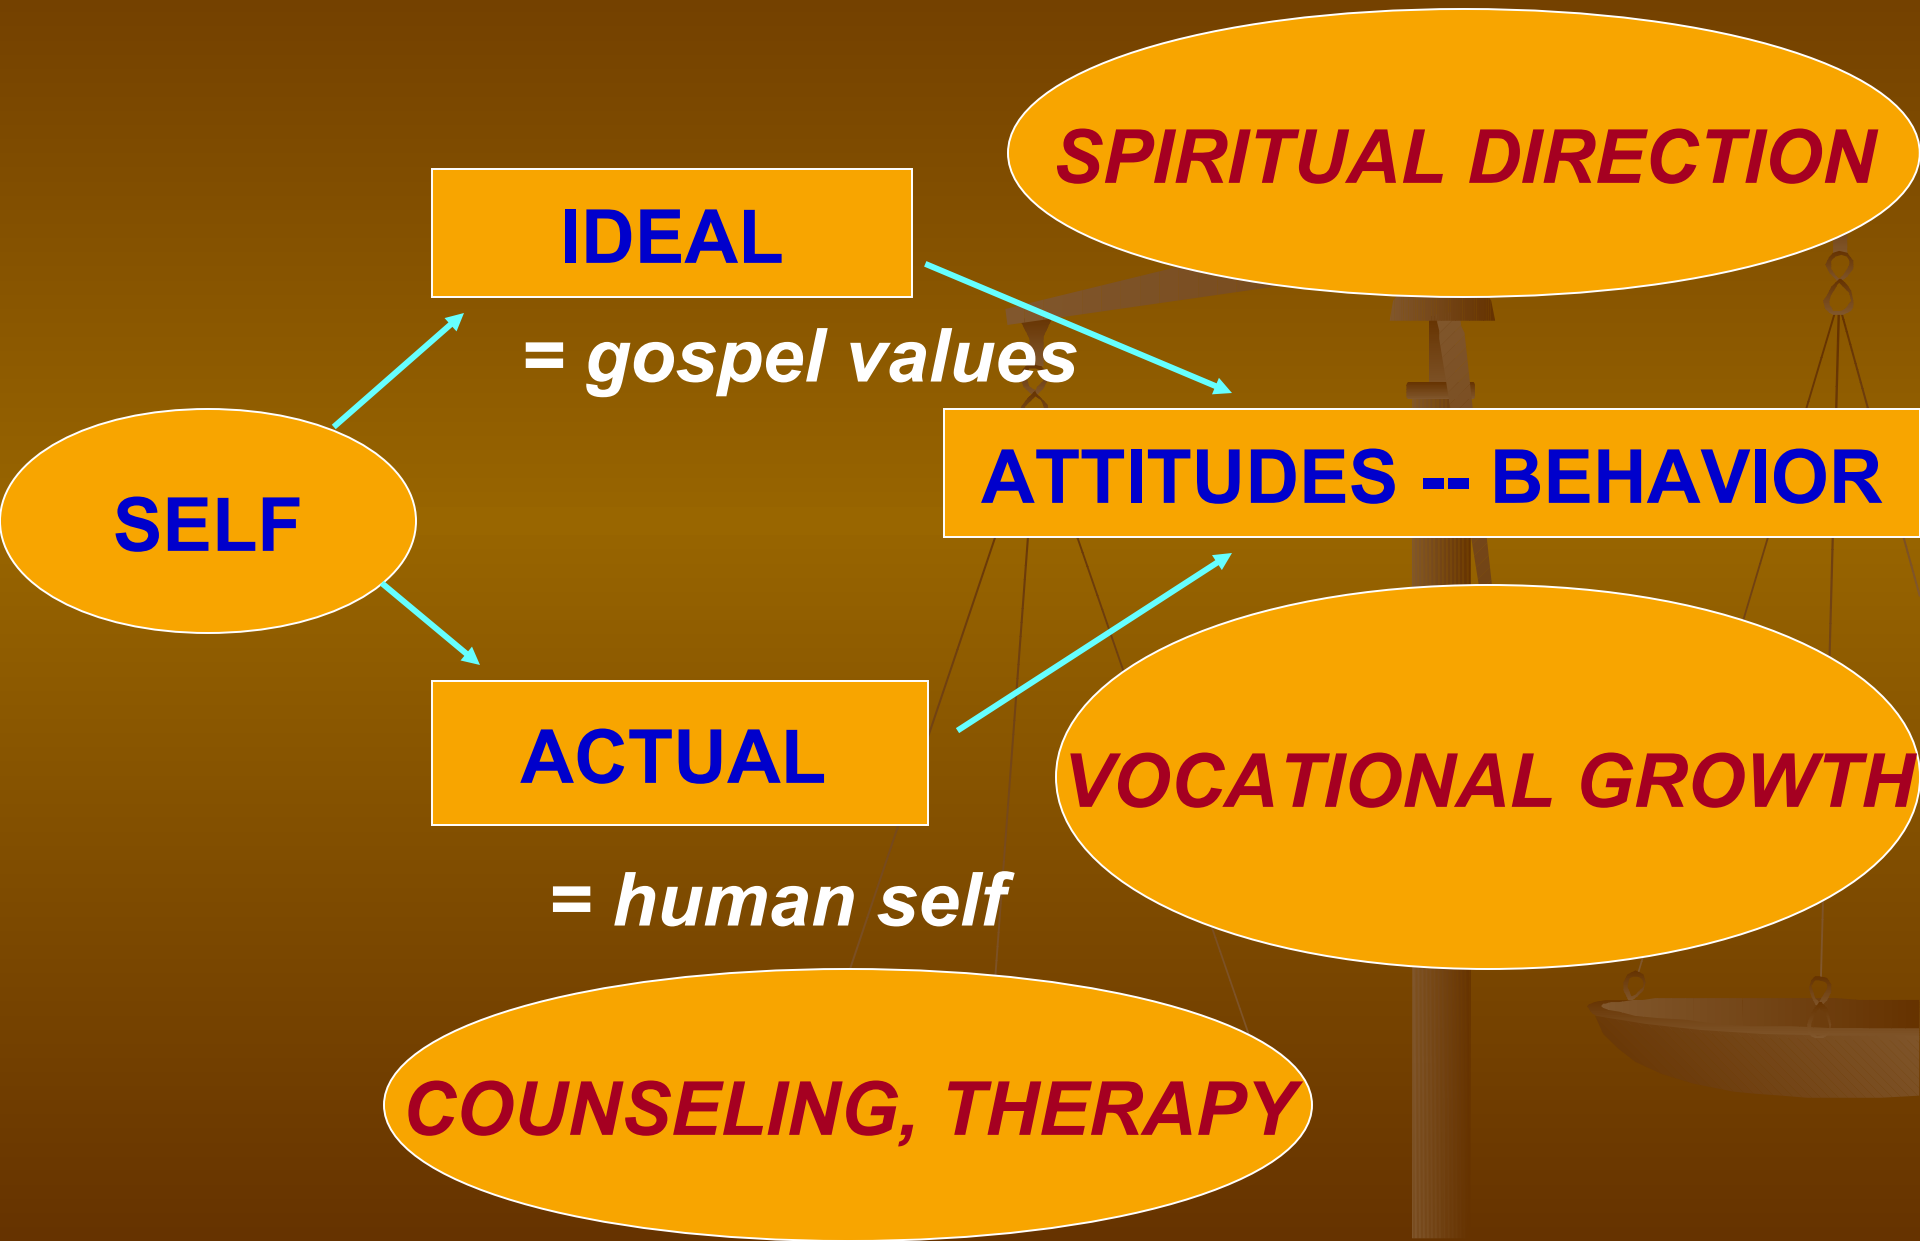 SPIRITUAL DIRECTION
IDEAL
= gospel values
ATTITUDES -- BEHAVIOR
SELF
ACTUAL
VOCATIONAL GROWTH
= human self
COUNSELING, THERAPY